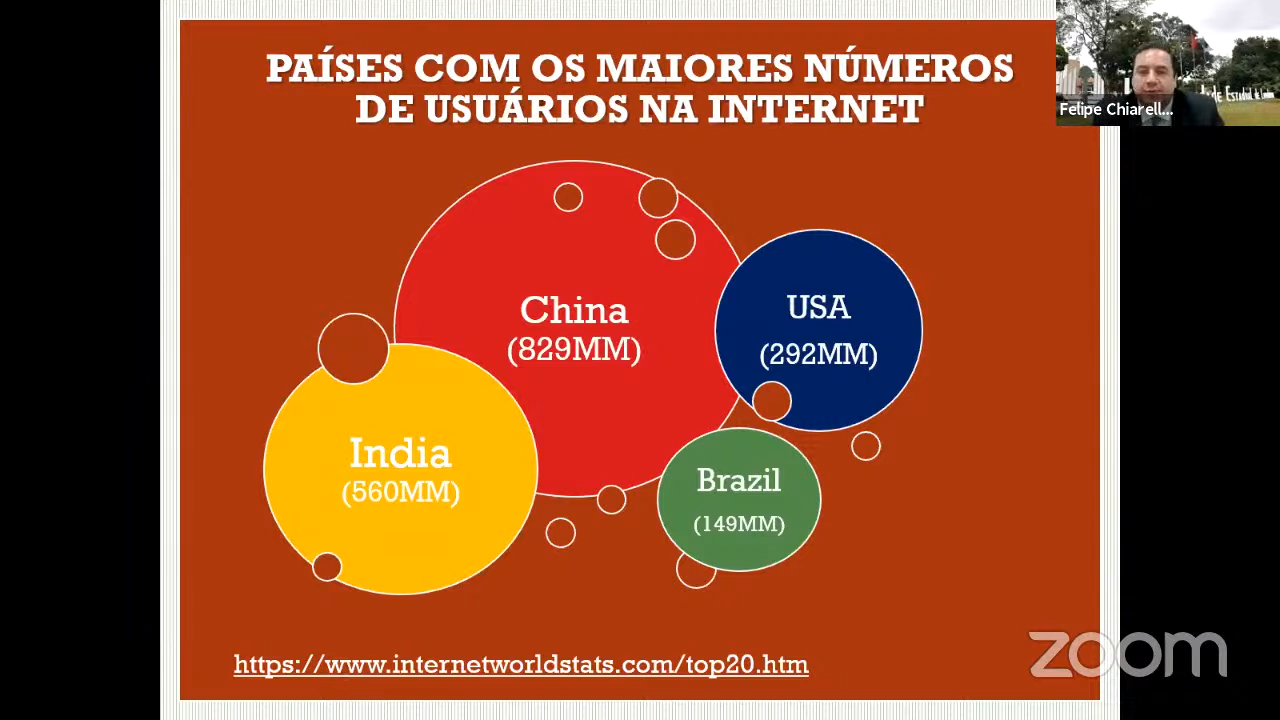 PAÍSES COM OS MAIORES NÚMEROS
DE USUÁRIOS NA INTERNET
Felipe Chiarell...
China
(829MM)
USA
(292MM)
India
(560MM)
Brazil
(149MM)
https://www.internetworldstats.com/top20.htm
zoom